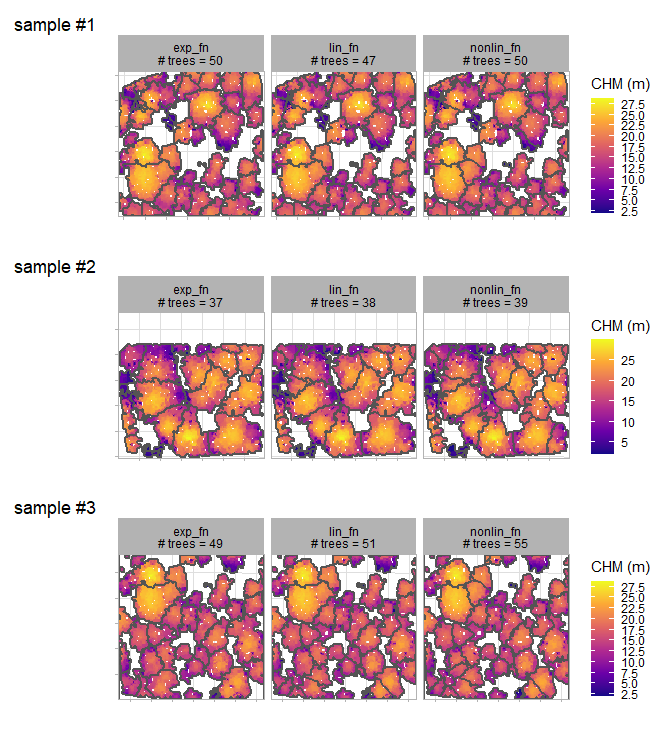 sample #1
exp_fn
# trees = 50
lin_fn
# trees = 47
nonlin_fn
# trees = 50
CHM (m)
27.5
25.0
22.5
20.0
17.5
15.0
12.5
10.0
7.5
5.0
2.5
sample #2
exp_fn
# trees = 37
lin_fn
# trees = 38
nonlin_fn
# trees = 39
CHM (m)
25
20
15
10
5
sample #3
exp_fn
# trees = 49
lin_fn
# trees = 51
nonlin_fn
# trees = 55
CHM (m)
27.5
25.0
22.5
20.0
17.5
15.0
12.5
10.0
7.5
5.0
2.5